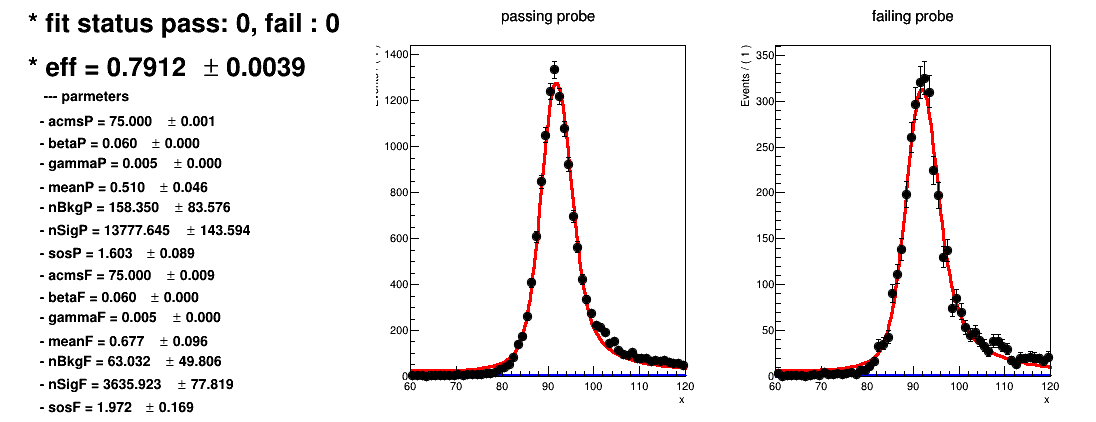 * fit status pass: 0, fail : 0
* eff = 0.7912 ± 0.0039
--- parmeters
- acmsP = 75.000 ± 0.001
- betaP = 0.060 ± 0.000
- gammaP = 0.005 ± 0.000
- meanP = 0.510 ± 0.046
- nBkgP = 158.350 ± 83.576
- nSigP = 13777.645 ± 143.594
- sosP = 1.603 ± 0.089
- acmsF = 75.000 ± 0.009
- betaF = 0.060 ± 0.000
- gammaF = 0.005 ± 0.000
- meanF = 0.677 ± 0.096
- nBkgF = 63.032 ± 49.806
- nSigF = 3635.923 ± 77.819
- sosF = 1.972 ± 0.169
passing probe
1400
1200
1000
800
600
400
200
0
60 70 80 90 100 110 120
x
failing probe
Events / ( 1 )
350
300
250
200
150
100
50
0
60 70 80 90 100 110 120
x